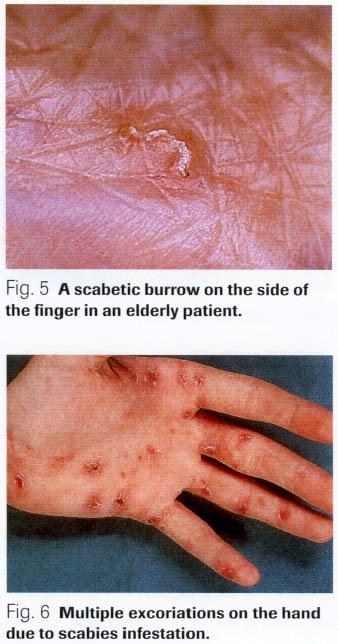 Fig. 5 A scabetic burrow on the side of
the finger in an elderly patient.
Fig. 6 Multiple excoriations on the hand
due to scabies infestation.